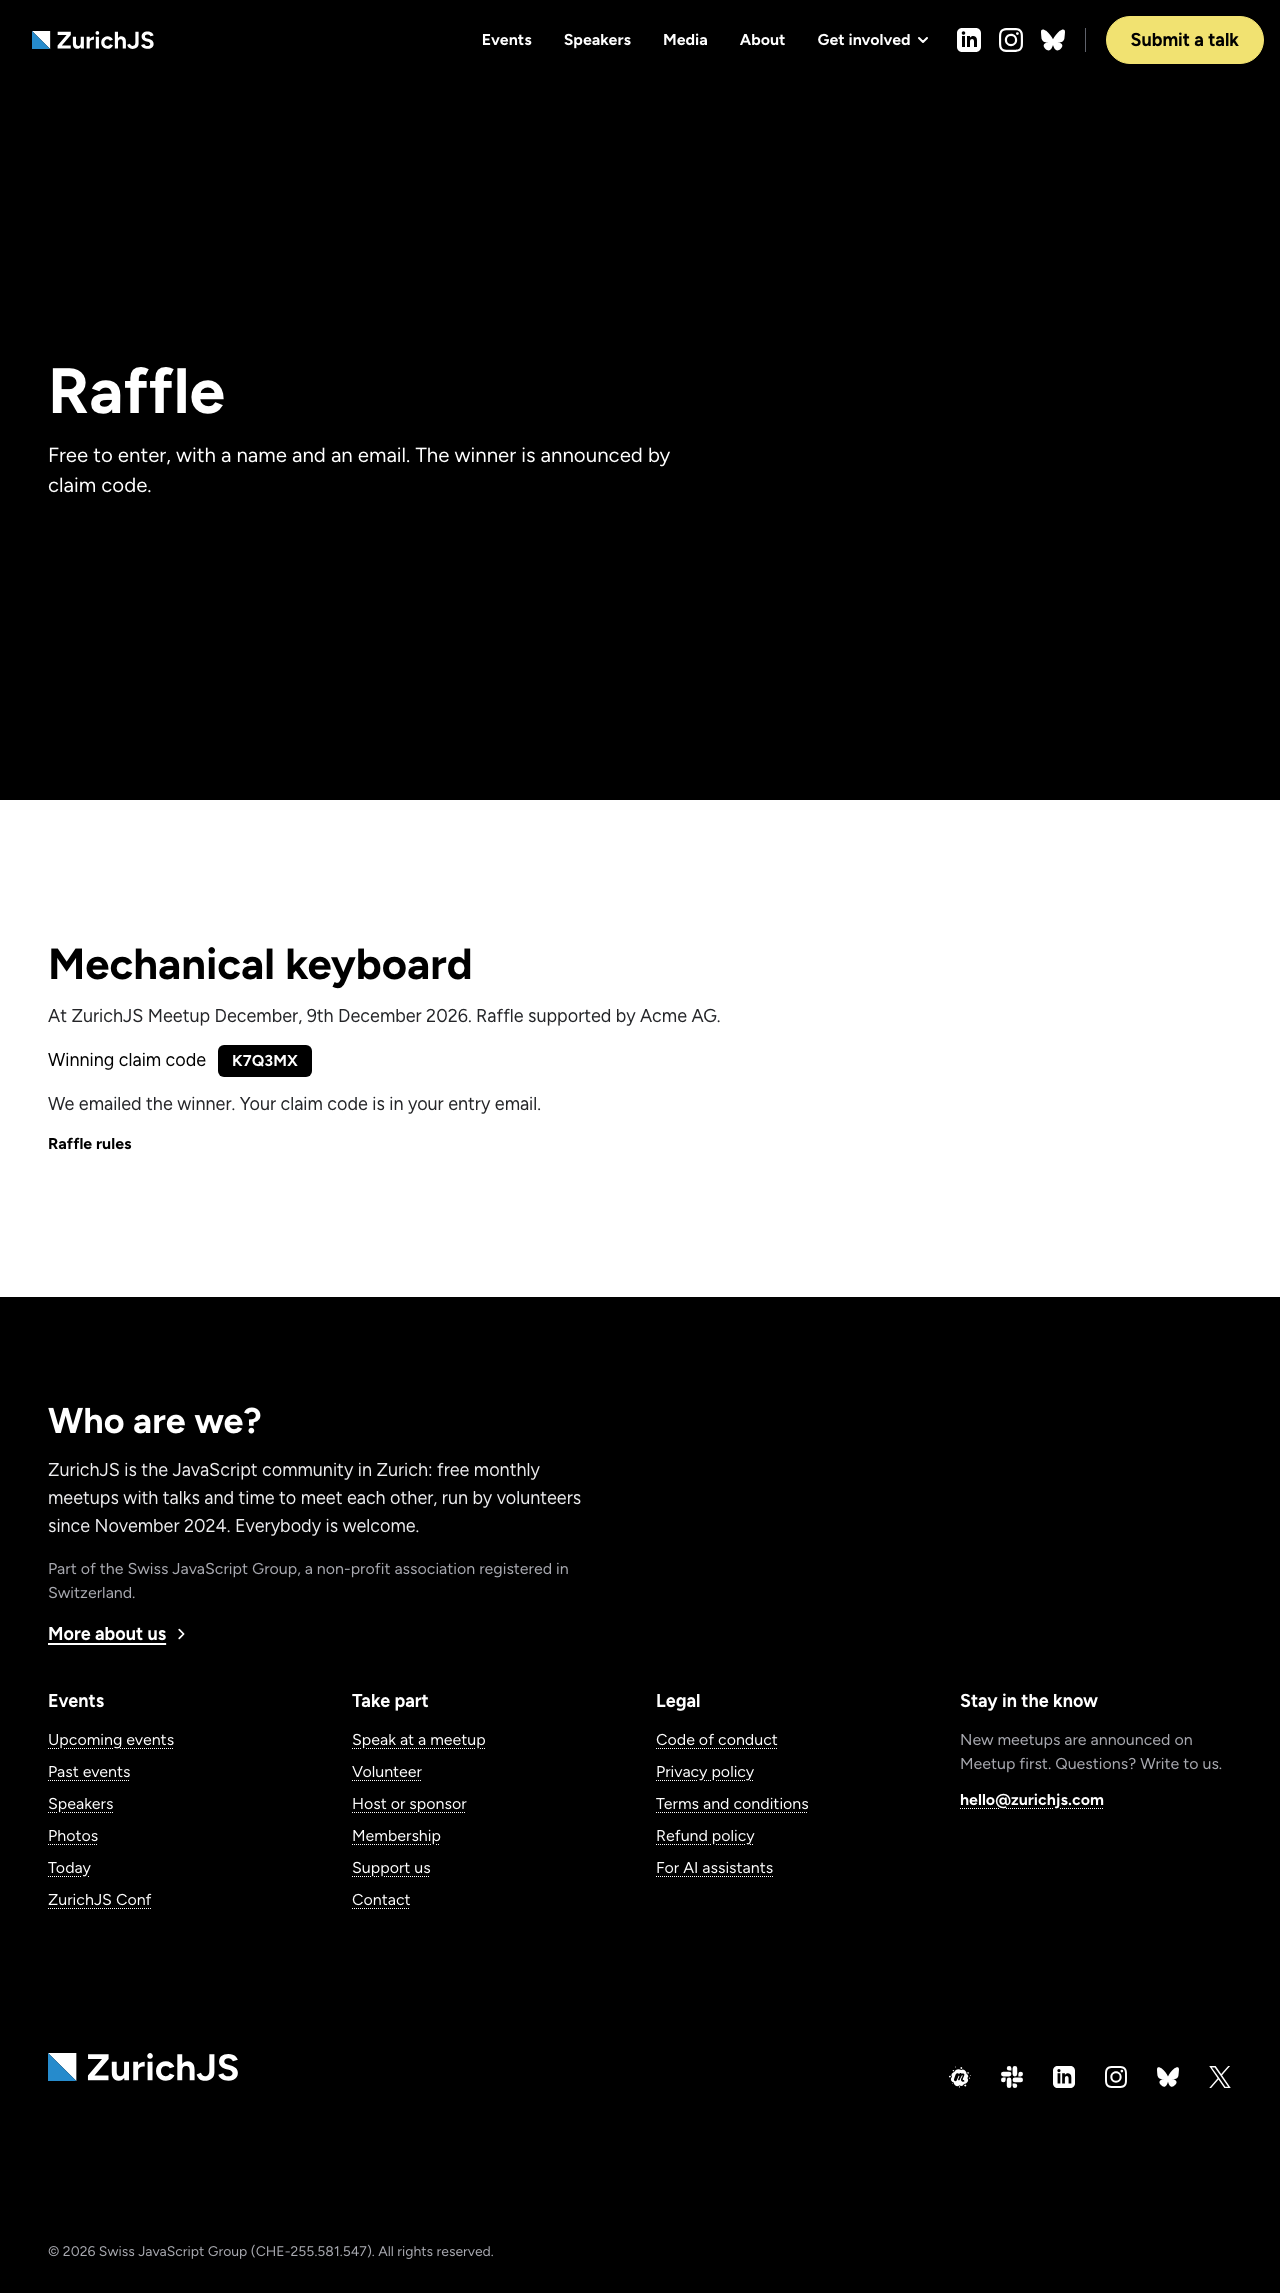 ZurichJS
Events
Speakers
Media
About
Get involved
Submit a talk
Raffle
Free to enter, with a name and an email. The winner is announced by
claim code.
Mechanical keyboard
At ZurichJS Meetup December, 9th December 2026. Raffle supported by Acme AG.
Winning claim code K7Q3MX
We emailed the winner. Your claim code is in your entry email.
Raffle rules
Who are we?
ZurichJS is the JavaScript community in Zurich: free monthly
meetups with talks and time to meet each other, run by volunteers
since November 2024. Everybody is welcome.
Part of the Swiss JavaScript Group, a non-profit association registered in
Switzerland.
More about us
Events
Upcoming events
Past events
Speakers
Photos
Today
ZurichJS Conf
Take part
Speak at a meetup
Volunteer
Host or sponsor
Membership
Support us
Contact
Legal
Code of conduct
Privacy policy
Terms and conditions
Refund policy
For AI assistants
Stay in the know
New meetups are announced on
Meetup first. Questions? Write to us.
hello@zurichjs.com
ZurichJS
© 2026 Swiss JavaScript Group (CHE-255.581.547). All rights reserved.